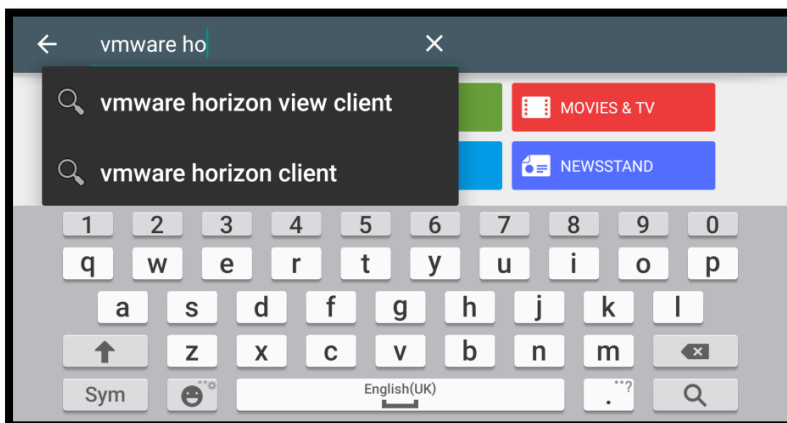 vmware ho
vmware horizon view client
MOVIES & TV
vmware horizon client
NEWSSTAND
1 2 3 4 5 6 7 8 9 0
q w e r t y u i o p
a s d f g h j k l
z x c v b n m
Sym English(UK) . ?